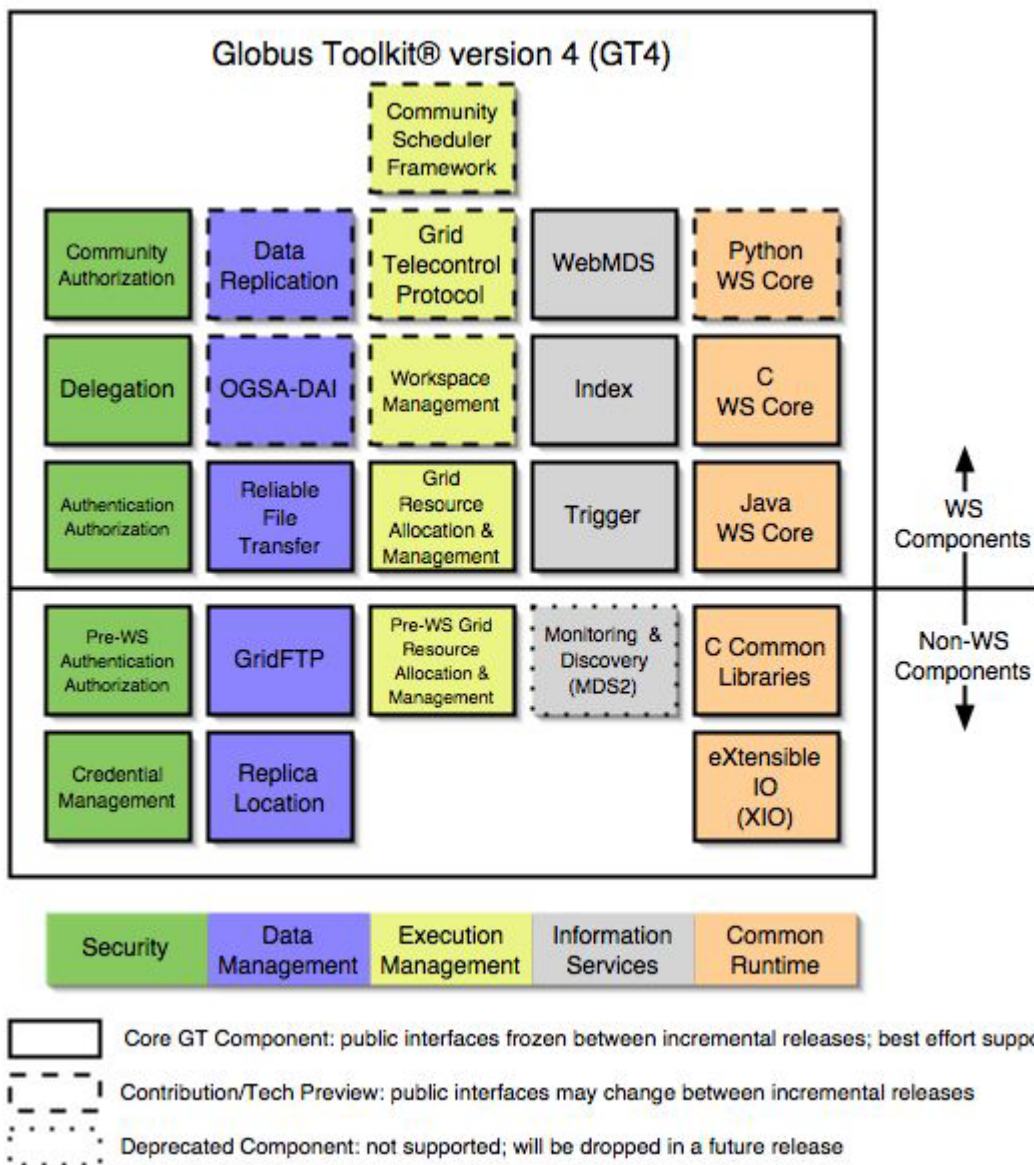 Globus Toolkit® version 4 (GT4)
Community
Scheduler
Framework
Community
Authorization
Data
Replication
Grid
Telecontrol
Protocol
WebMDS
Python
WS Core
Delegation
OGSA-DAI
Workspace
Management
Index
C
WS Core
Authentication
Authorization
Reliable
File
Transfer
Grid
Resource
Allocation &
Management
Trigger
Java
WS Core
WS
Components
Pre-WS
Authentication
Authorization
GridFTP
Pre-WS Grid
Resource
Allocation &
Management
Monitoring &
Discovery
(MDS2)
C Common
Libraries
Non-WS
Components
Credential
Management
Replica
Location
eXtensible
IO
(XIO)
Security
Data
Management
Execution
Management
Information
Services
Common
Runtime
Core GT Component: public interfaces frozen between incremental releases; best effort
Contribution/Tech Preview: public interfaces may change between incremental releases
Deprecated Component: not supported; will be dropped in a future release